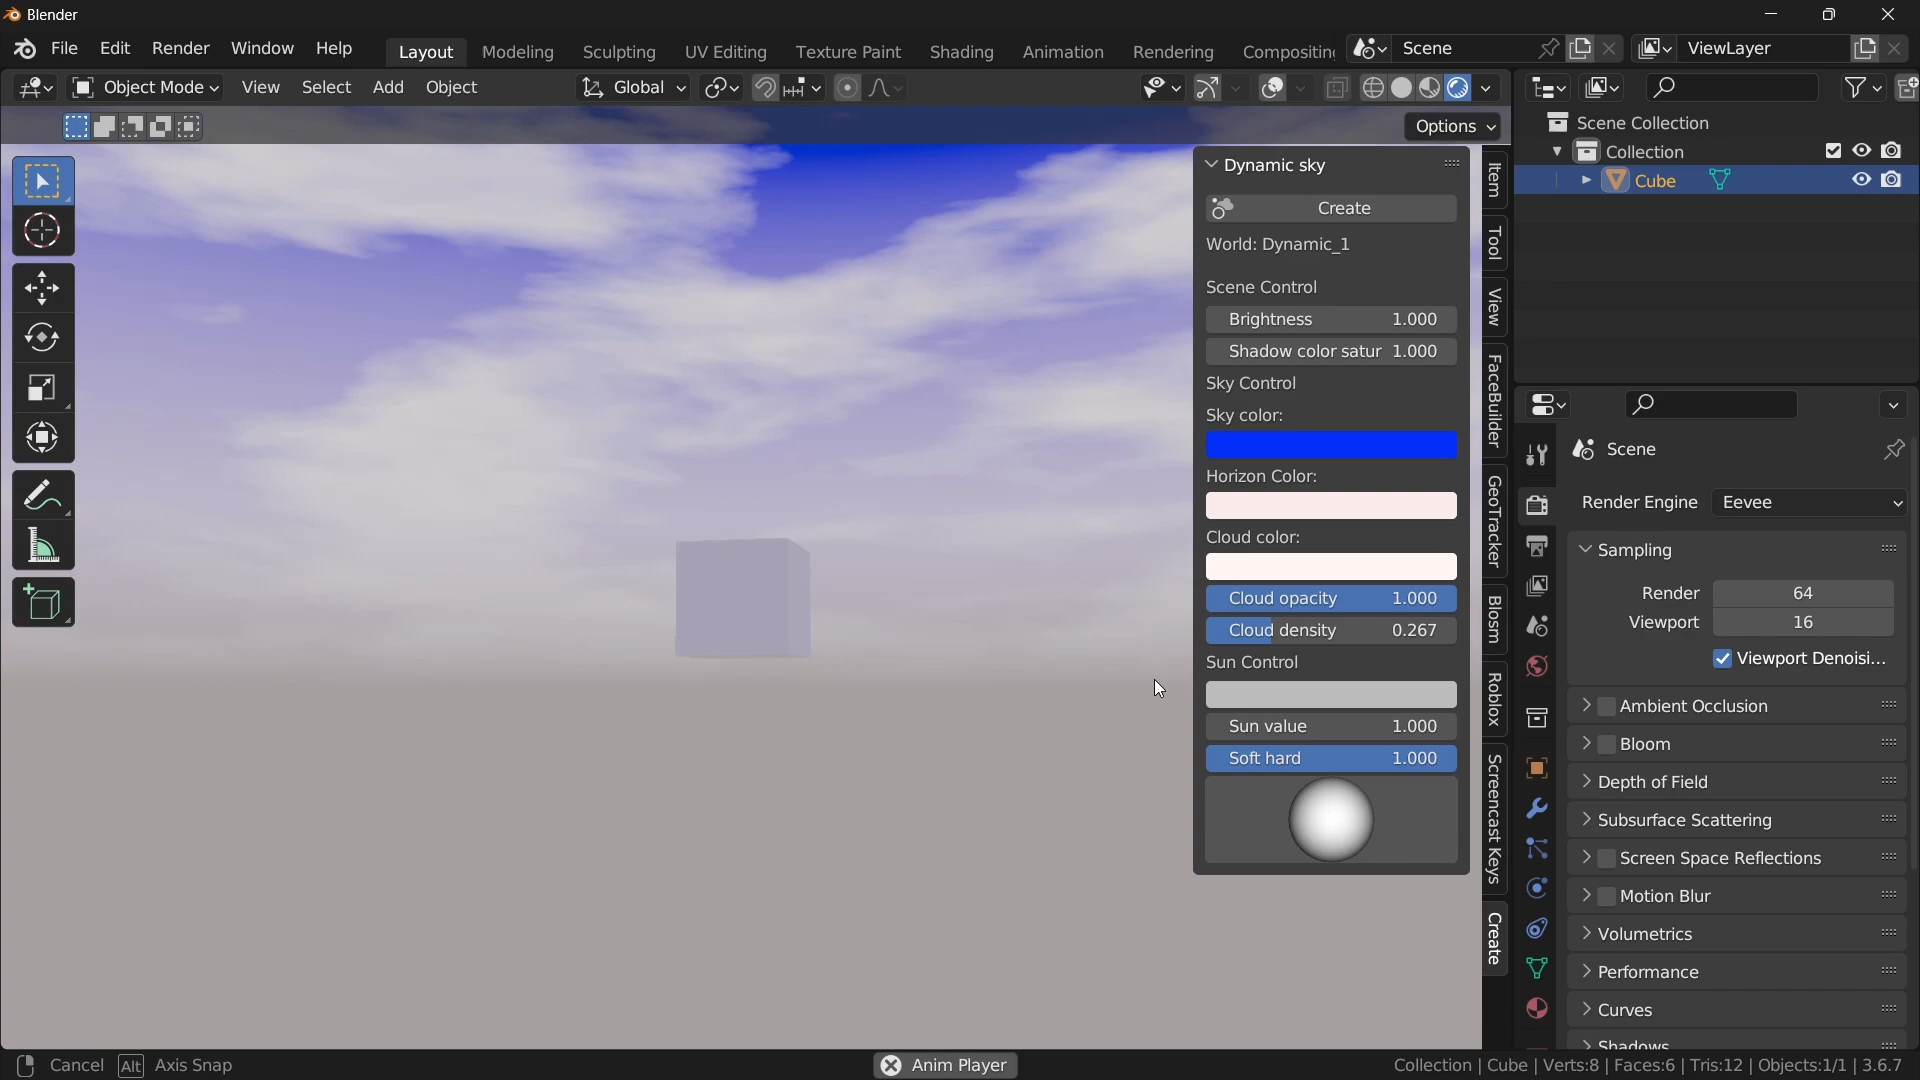 Blender
File Edit Render Window Help Layout Modeling Sculpting UV Editing Texture Paint Shading Animation Rendering Compositin Scene ViewLayer
Object Mode View Select Add Object Global
Options
Dynamic sky
Create
World: Dynamic_1
Scene Control
Brightness 1.000
Shadow color satur 1.000
Sky Control
Sky color:
Horizon Color:
Cloud color:
Cloud opacity 1.000
Cloud density 0.267
Sun Control
Sun value 1.000
Soft hard 1.000
Item
Tool
View
FaceBuilder
GeoTracker
Blosm
Roblox
Screencast Keys
Create
Scene Collection
Collection
Cube
Scene
Render Engine Eevee
Sampling
Render 64
Viewport 16
Viewport Denoisi...
Ambient Occlusion
Bloom
Depth of Field
Subsurface Scattering
Screen Space Reflections
Motion Blur
Volumetrics
Performance
Curves
Shadows
Cancel Alt Axis Snap Anim Player Collection | Cube | Verts:8 | Faces:6 | Tris:12 | Objects:1/1 | 3.6.7